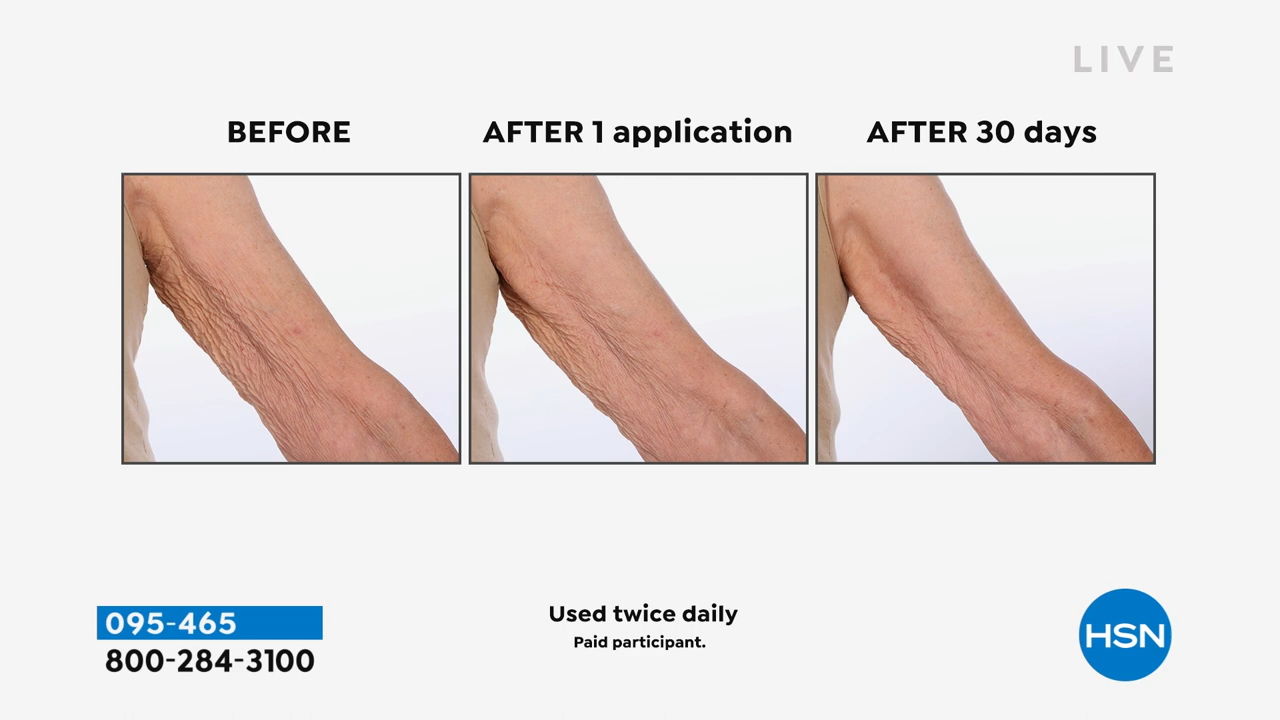 LIVE
BEFORE
AFTER 1 application
AFTER 30 days
095-465
800-284-3100
Used twice daily
Paid participant.
HSN